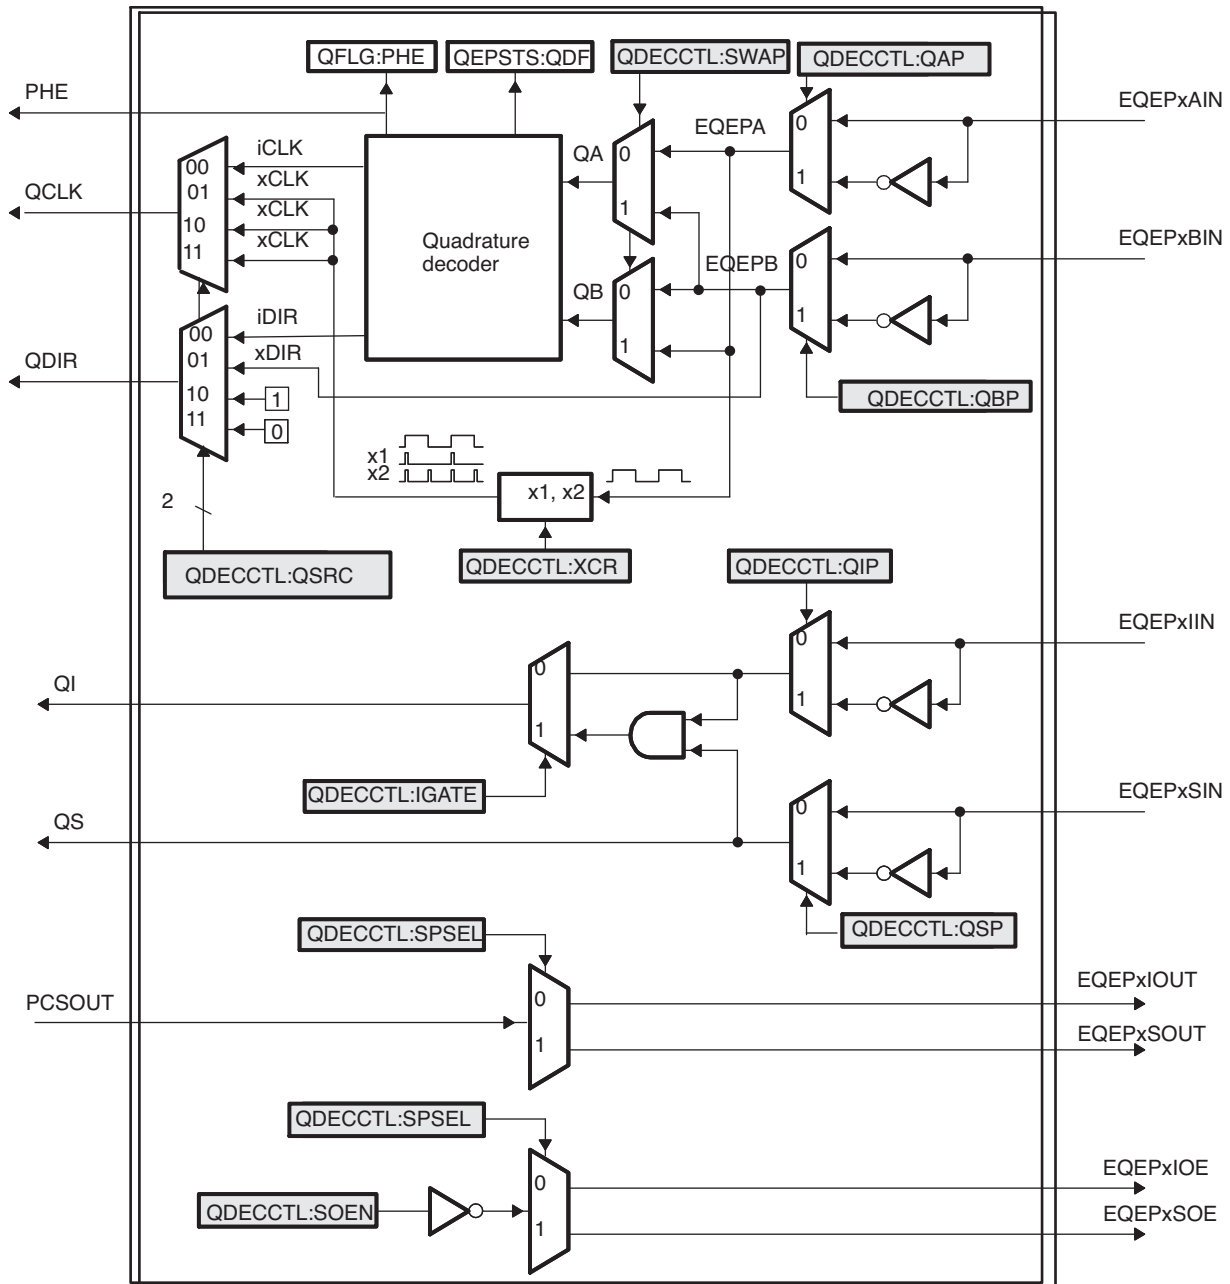 QFLG:PHE
QEPSTS:QDF
QDECCTL:SWAP
QDECCTL:QAP
PHE
EQEPxAIN
0
EQEPA
iCLK
QA
0
00
xCLK
1
01
QCLK
xCLK
1
10
xCLK
11
Quadrature
decoder
EQEPxBIN
0
EQEPB
QB
0
iDIR
1
00
xDIR
1
01
QDIR
10
1
QDECCTL:QBP
11
0
x1
x2
x1, x2
2
QDECCTL:QSRC
QDECCTL:XCR
QDECCTL:QIP
EQEPxIIN
0
0
QI
1
1
QDECCTL:IGATE
EQEPxSIN
0
QS
1
QDECCTL:SPSEL
QDECCTL:QSP
EQEPxIOUT
PCSOUT
0
EQEPxSOUT
1
QDECCTL:SPSEL
EQEPxIOE
0
QDECCTL:SOEN
EQEPxSOE
1